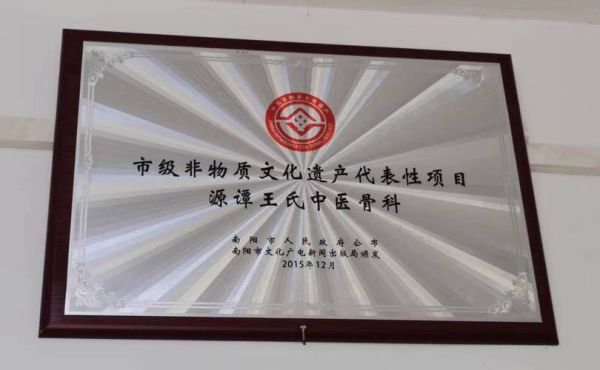 市级非物质文化遗产代表性项目
源谭王氏中医骨科
南阳市人民政府公布
南阳市文化广电新闻出版局颁发
2015年12月